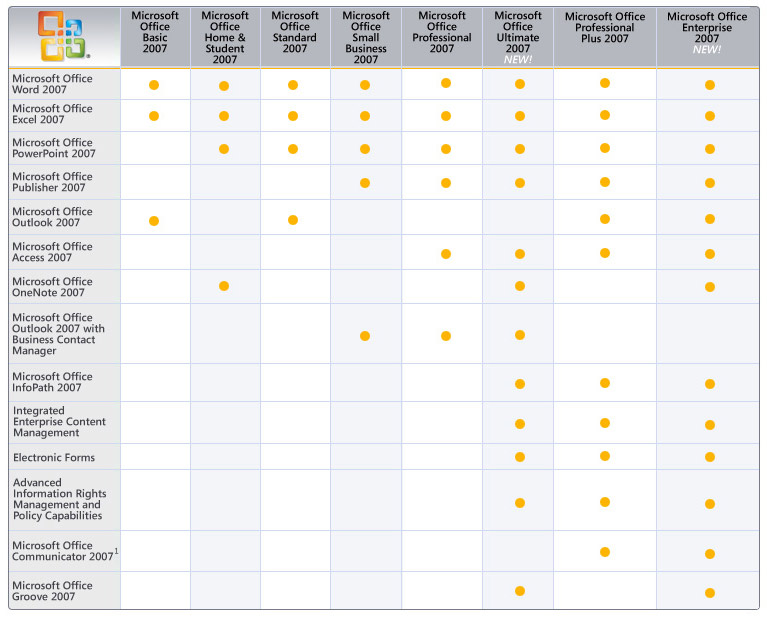 Microsoft
Office
Basic
2007
Microsoft
Office
Home &
Student
2007
Microsoft
Office
Standard
2007
Microsoft
Office
Small
Business
2007
Microsoft
Office
Professional
2007
Microsoft
Office
Ultimate
2007
NEW!
Microsoft Office
Professional
Plus 2007
Microsoft Office
Enterprise
2007
NEW!
Microsoft Office
Word 2007
Microsoft Office
Excel 2007
Microsoft Office
PowerPoint 2007
Microsoft Office
Publisher 2007
Microsoft Office
Outlook 2007
Microsoft Office
Access 2007
Microsoft Office
OneNote 2007
Microsoft Office
Outlook 2007 with
Business Contact
Manager
Microsoft Office
InfoPath 2007
Integrated
Enterprise Content
Management
Electronic Forms
Advanced
Information Rights
Management and
Policy Capabilities
Microsoft Office
Communicator 2007¹
Microsoft Office
Groove 2007